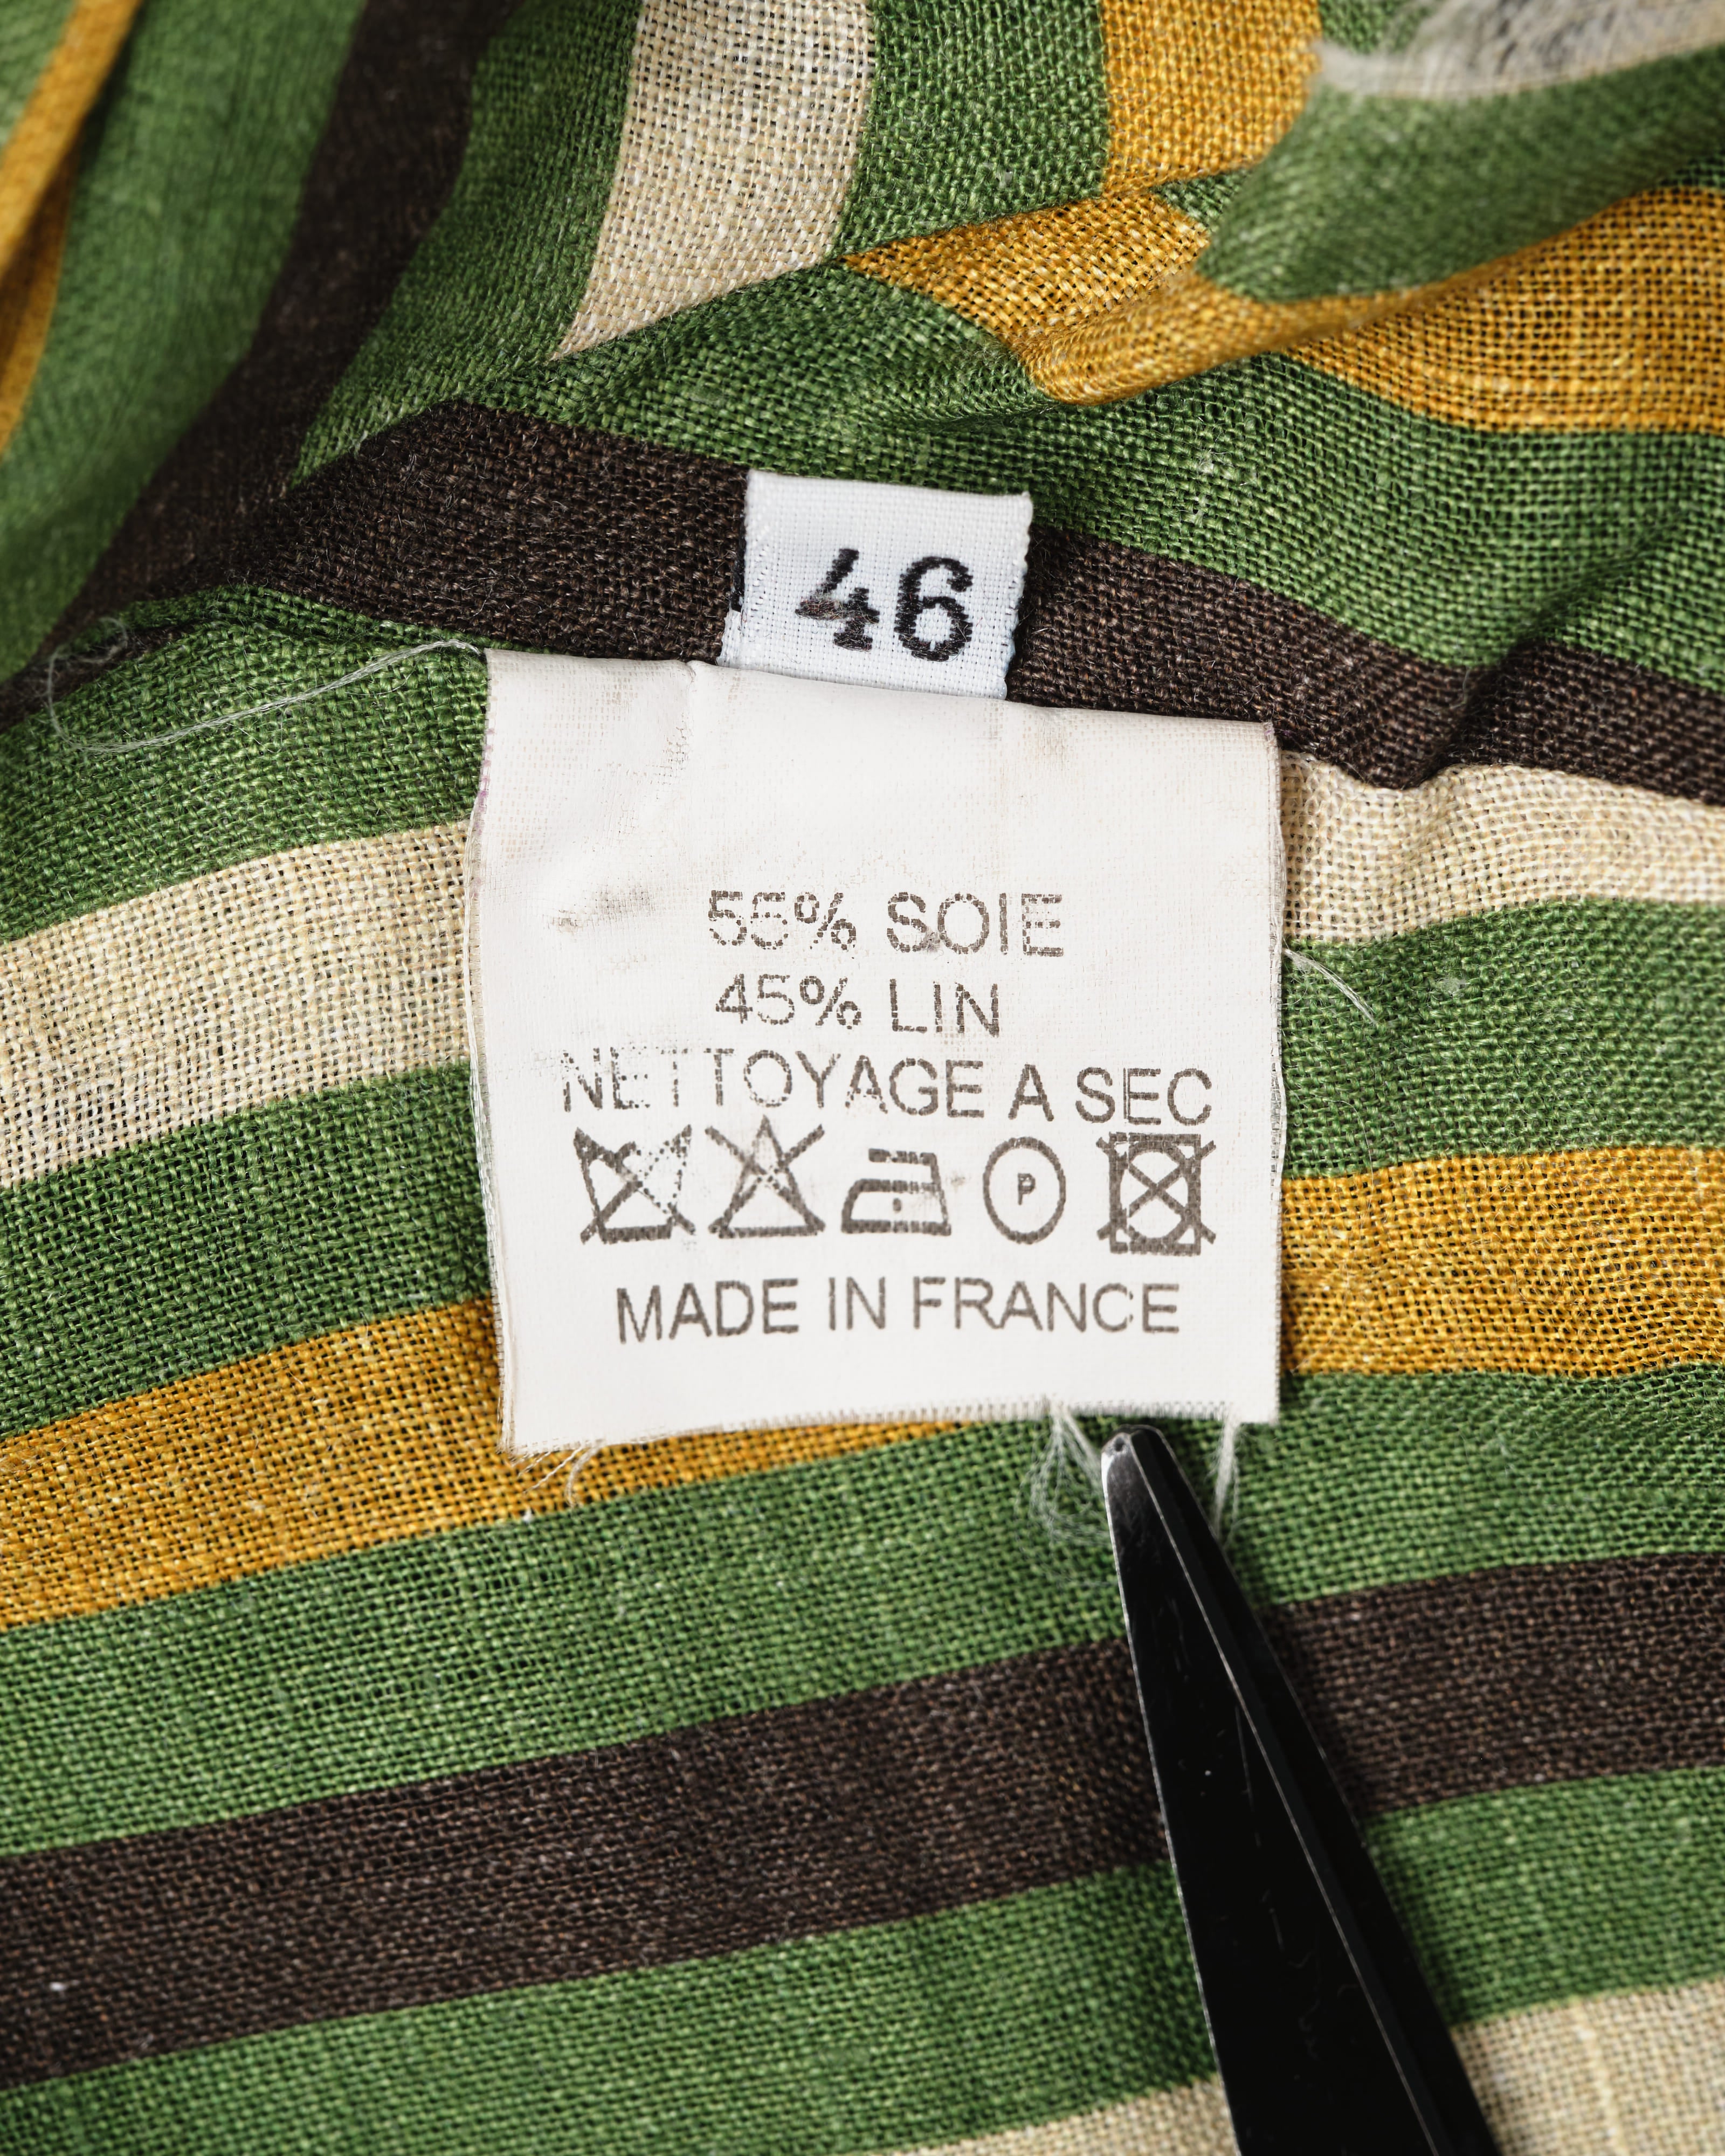 46
55% SOIE
45% LIN
NETTOYAGE A SEC
P
MADE IN FRANCE